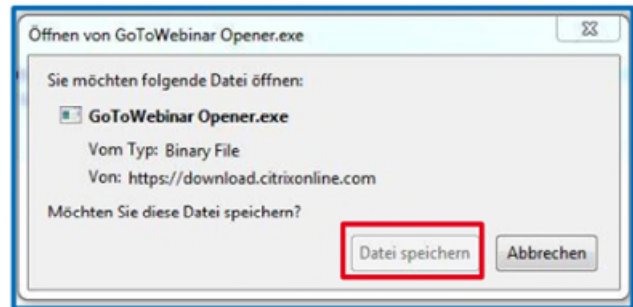 Öffnen von GoToWebinar Opener.exe
Sie möchten folgende Datei öffnen:
GoToWebinar Opener.exe
Vom Typ: Binary File
Von: https://download.citrixonline.com
Möchten Sie diese Datei speichern?
Datei speichern Abbrechen